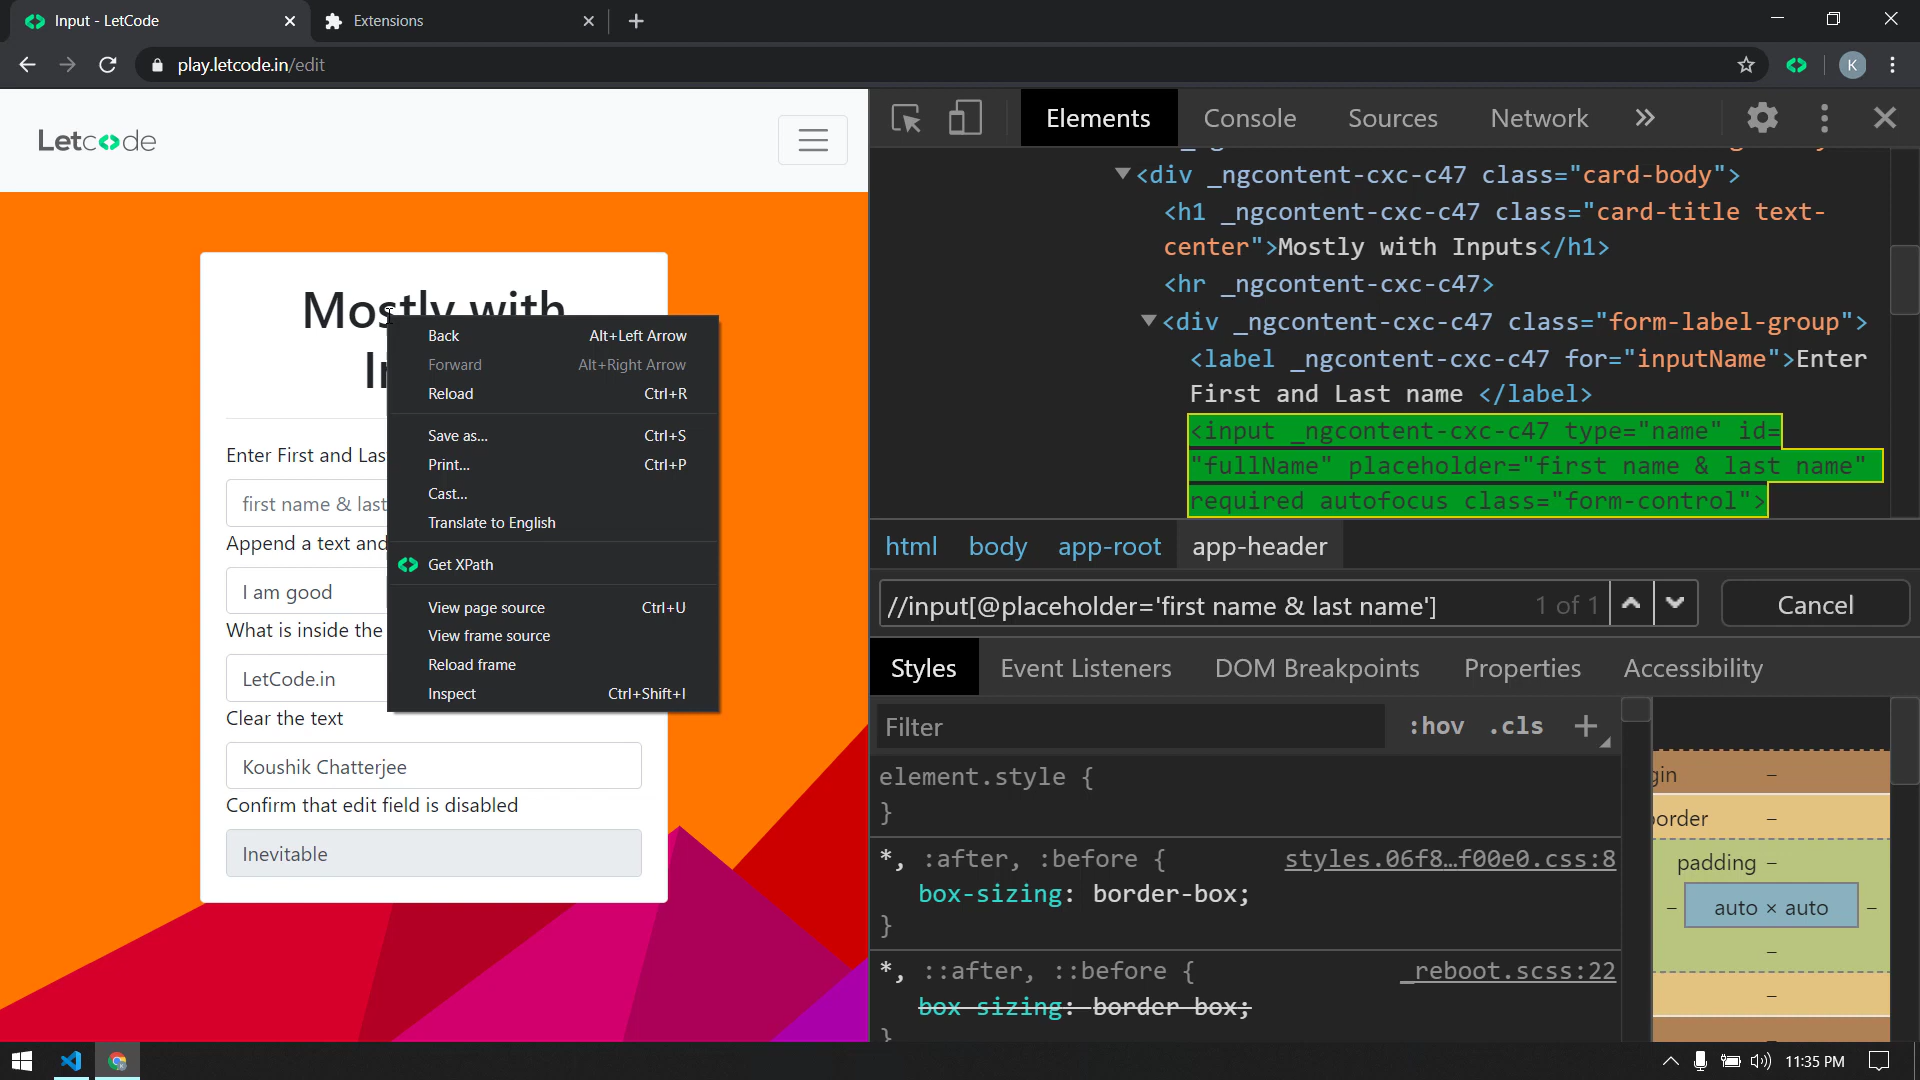 Input - LetCode
Extensions
play.letcode.in/edit
K
Letcode
Mostly with
Enter First and Las
first name & last
Append a text and
I am good
What is inside the
LetCode.in
Clear the text
Koushik Chatterjee
Confirm that edit field is disabled
Inevitable
Back Alt+Left Arrow
Forward Alt+Right Arrow
Reload Ctrl+R
Save as... Ctrl+S
Print... Ctrl+P
Cast...
Translate to English
Get XPath
View page source Ctrl+U
View frame source
Reload frame
Inspect Ctrl+Shift+I
Elements Console Sources Network »
<div _ngcontent-cxc-c47 class="card-body">
<h1 _ngcontent-cxc-c47 class="card-title text-
center">Mostly with Inputs</h1>
<hr _ngcontent-cxc-c47>
<div _ngcontent-cxc-c47 class="form-label-group">
<label _ngcontent-cxc-c47 for="inputName">Enter
First and Last name </label>
<input _ngcontent-cxc-c47 type="name" id=
"fullName" placeholder="first name & last name"
required autofocus class="form-control">
html body app-root app-header
//input[@placeholder='first name & last name'] 1 of 1 Cancel
Styles Event Listeners DOM Breakpoints Properties Accessibility
Filter :hov .cls +
element.style {
}
*, :after, :before { styles.06f8…f00e0.css:8
box-sizing: border-box;
}
*, ::after, ::before { _reboot.scss:22
box-sizing: border-box;
}
gin –
border –
padding –
– auto × auto –
–
–
11:35 PM